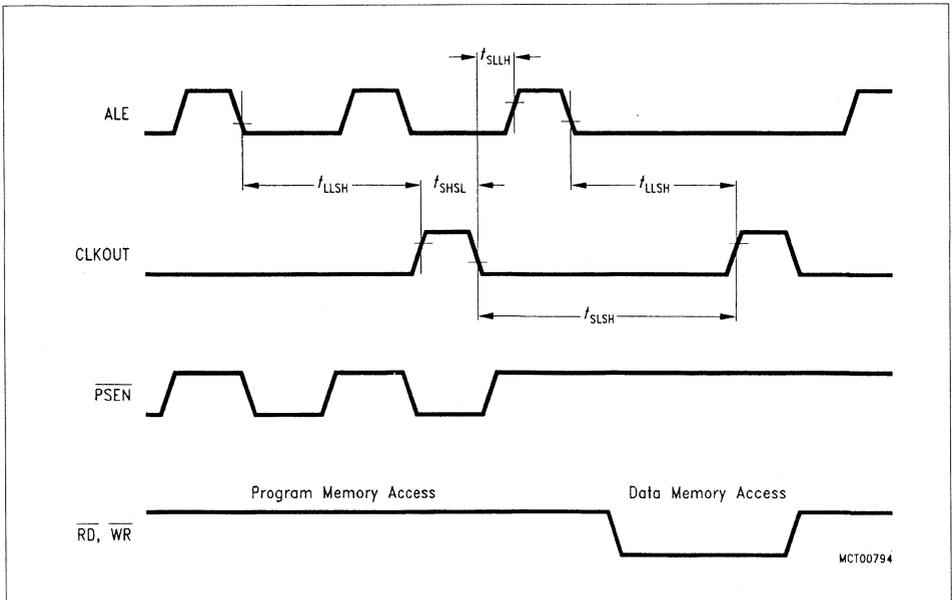 tSLLH
ALE
tLLSH tSHSL tLLSH
CLKOUT
tSLSH
PSEN
Program Memory Access Data Memory Access
RD, WR
MCT00794